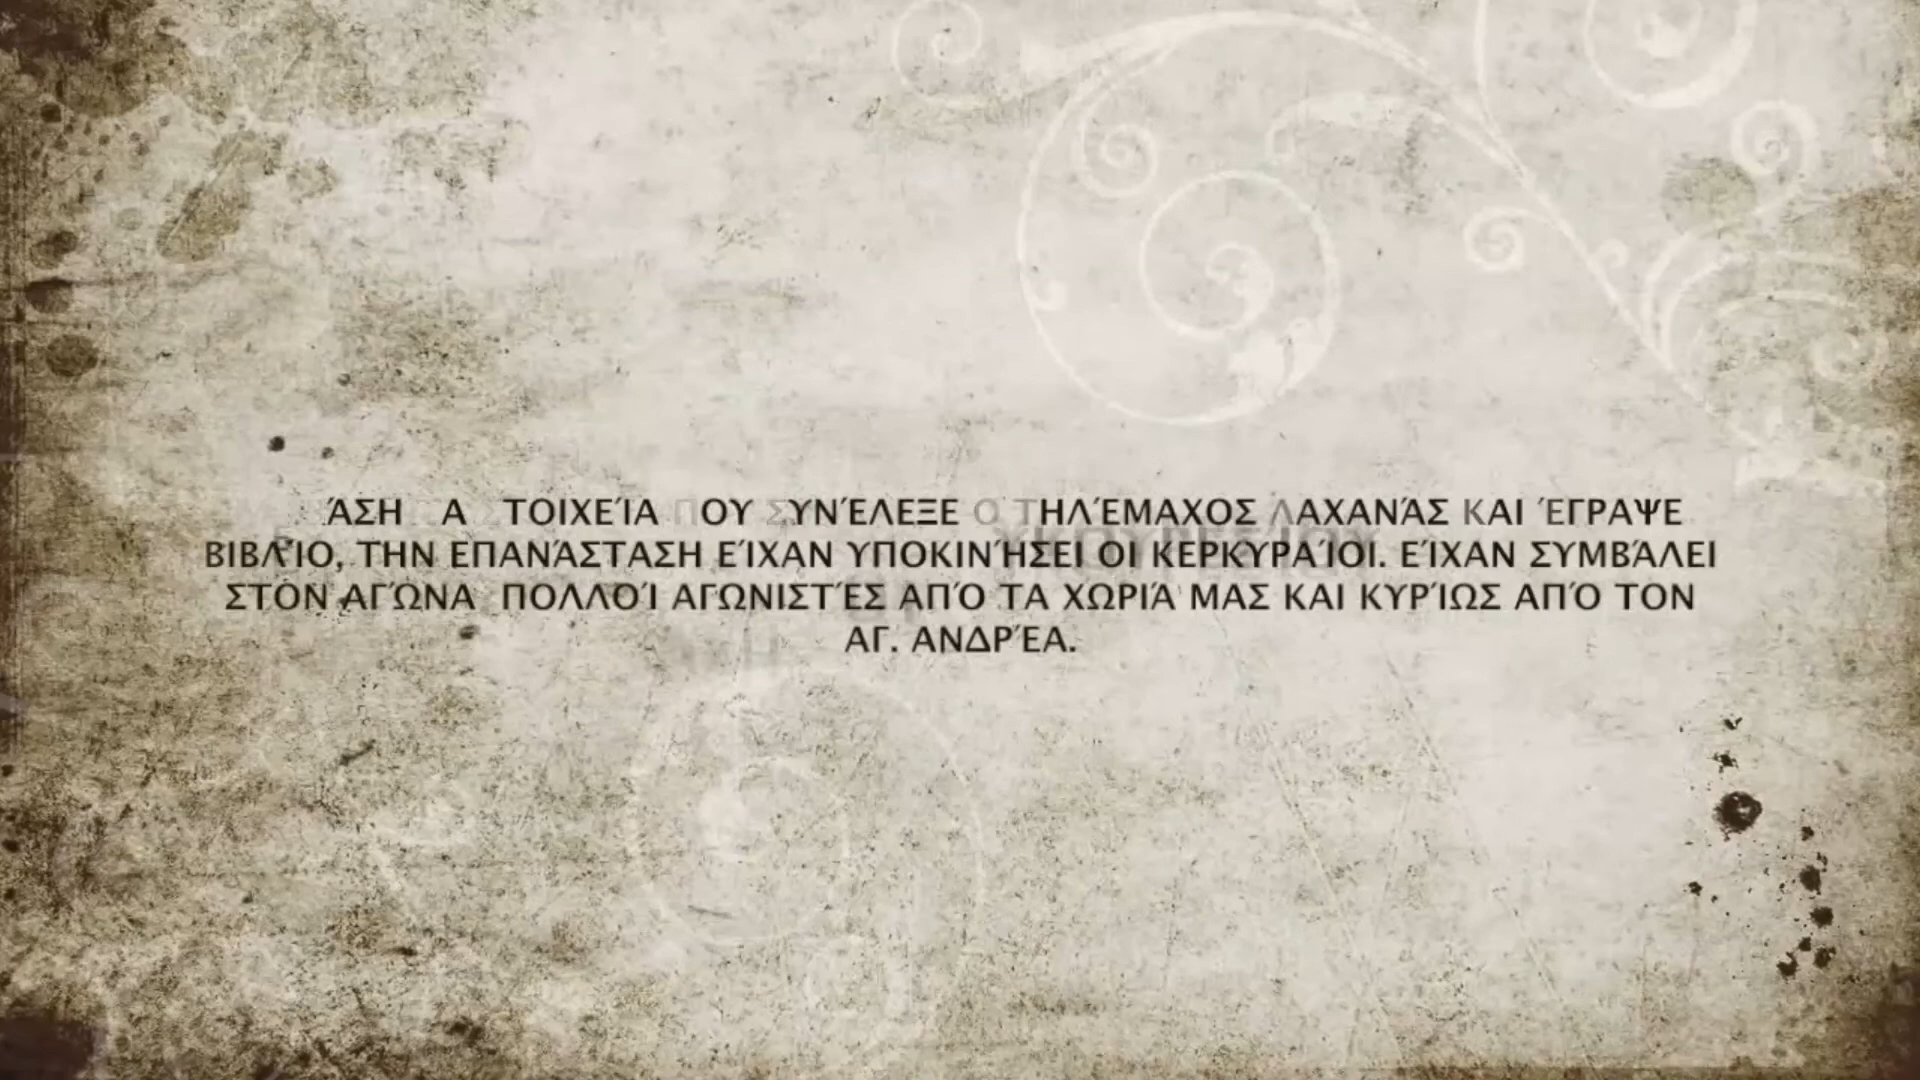 ΆΣΗ Α ΤΟΙΧΕΊΑ ΠΟΥ ΣΥΝΈΛΕΞΕ Ο ΤΗΛΈΜΑΧΟΣ ΛΑΧΑΝΆΣ ΚΑΙ ΈΓΡΑΨΕ
ΒΙΒΛΊΟ, ΤΗΝ ΕΠΑΝΆΣΤΑΣΗ ΕΊΧΑΝ ΥΠΟΚΙΝΉΣΕΙ ΟΙ ΚΕΡΚΥΡΑΊΟΙ. ΕΊΧΑΝ ΣΥΜΒΆΛΕΙ
ΣΤΟΝ ΑΓΏΝΑ ΠΟΛΛΟΊ ΑΓΩΝΙΣΤΈΣ ΑΠΌ ΤΑ ΧΩΡΙΆ ΜΑΣ ΚΑΙ ΚΥΡΊΩΣ ΑΠΌ ΤΟΝ
ΑΓ. ΑΝΔΡΈΑ.